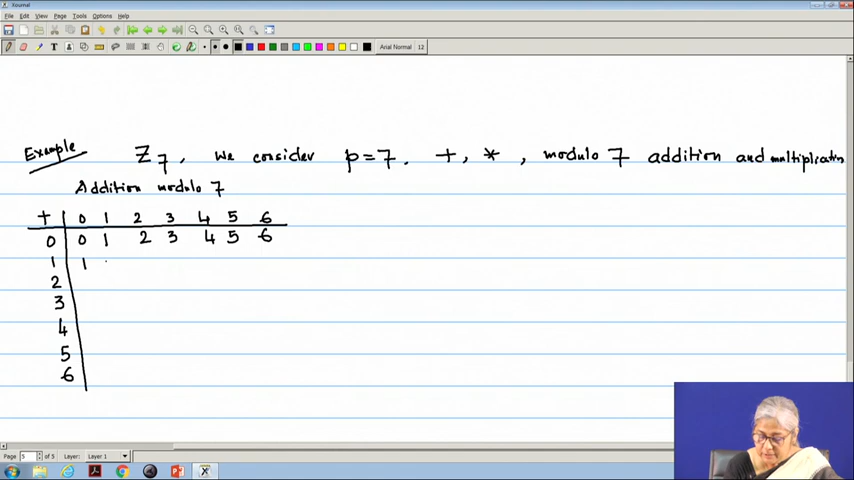 Xournal
File Edit View Page Tools Options Help
Arial Normal 12
Example Z7, We consider p=7. +, *, modulo 7 addition and multiplication
Addition modulo 7
+ 0 1 2 3 4 5 6
0 0 1 2 3 4 5 6
1 1
2
3
4
5
6
Page 5 of 5 Layer: Layer 1